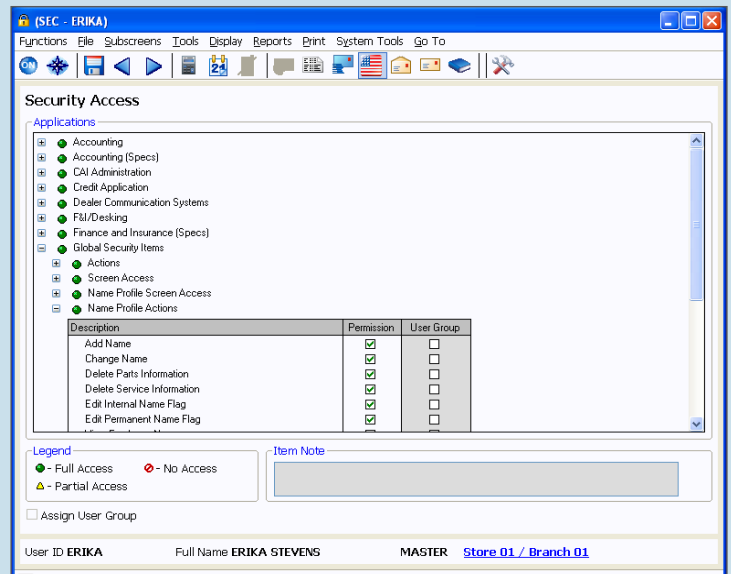 (SEC - ERIKA)
Functions File Subscreens Tools Display Reports Print System Tools Go To
ON 24
Security Access
Applications
Accounting
Accounting (Specs)
CAI Administration
Credit Application
Dealer Communication Systems
F&I/Desking
Finance and Insurance (Specs)
Global Security Items
Actions
Screen Access
Name Profile Screen Access
Name Profile Actions
Description Permission User Group
Add Name
Change Name
Delete Parts Information
Delete Service Information
Edit Internal Name Flag
Edit Permanent Name Flag
Legend Item Note
- Full Access - No Access
- Partial Access
Assign User Group
User ID ERIKA Full Name ERIKA STEVENS MASTER Store 01 / Branch 01